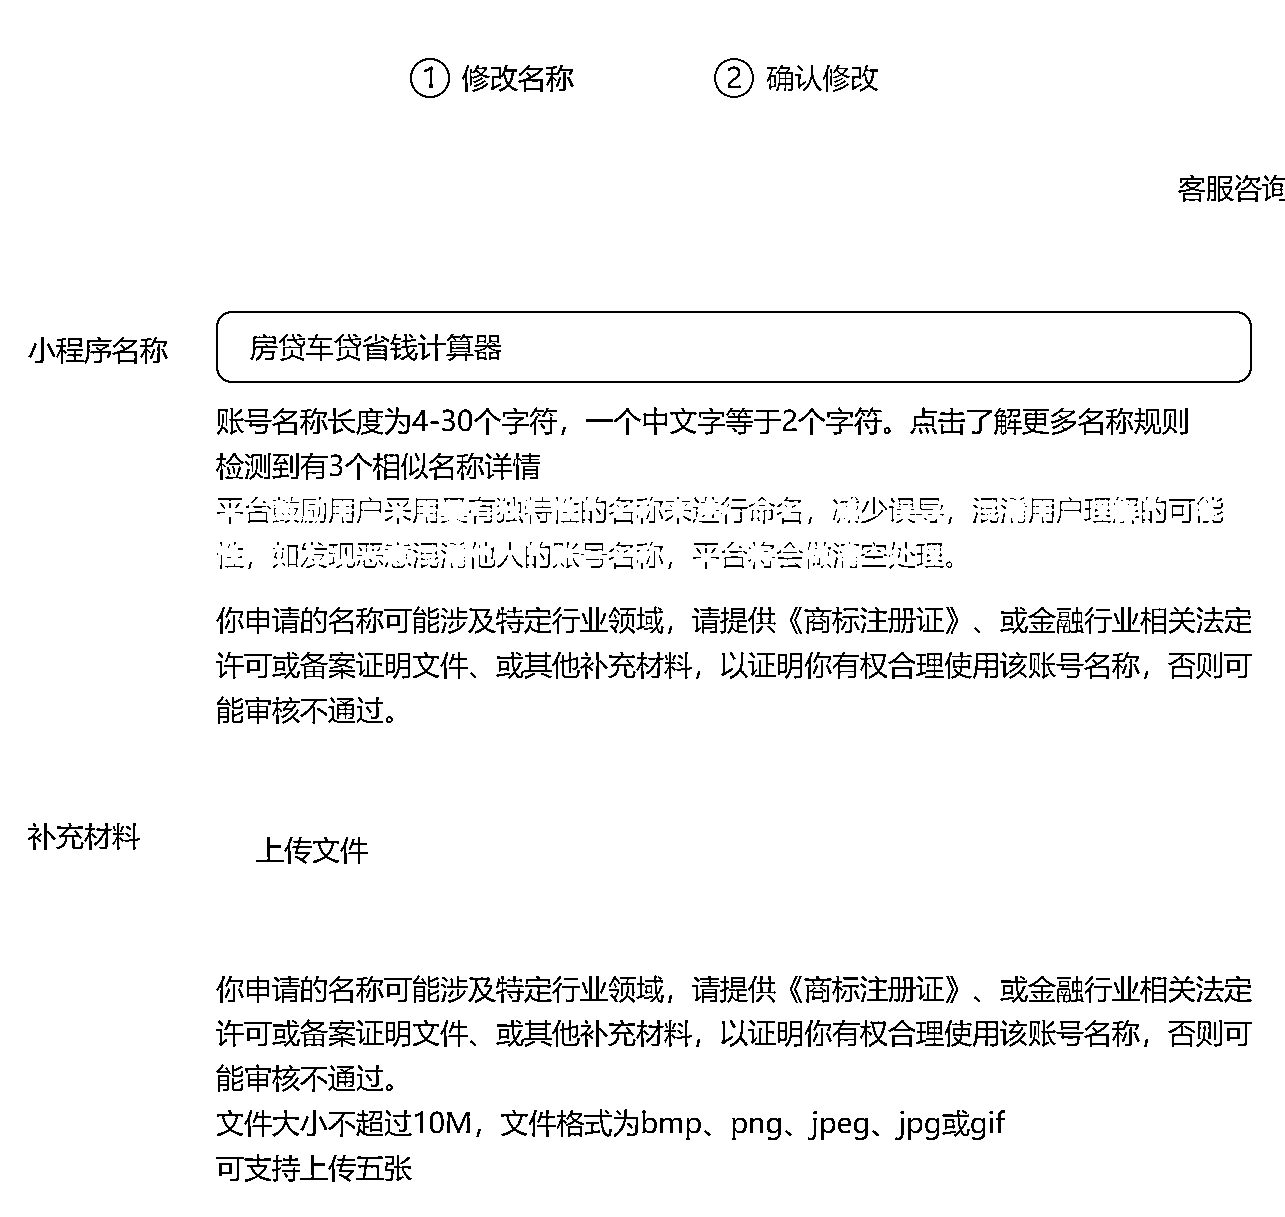 ① 修改名称
② 确认修改
客服咨询
小程序名称
房贷车贷省钱计算器
账号名称长度为4-30个字符，一个中文字等于2个字符。点击了解更多名称规则
检测到有3个相似名称详情
平台鼓励用户采用具有独特性的名称来进行命名，减少误导，混淆用户理解的可能
性，如发现恶意混淆他人的账号名称，平台将会做清空处理。
你申请的名称可能涉及特定行业领域，请提供《商标注册证》、或金融行业相关法定
许可或备案证明文件、或其他补充材料，以证明你有权合理使用该账号名称，否则可
能审核不通过。
补充材料
上传文件
你申请的名称可能涉及特定行业领域，请提供《商标注册证》、或金融行业相关法定
许可或备案证明文件、或其他补充材料，以证明你有权合理使用该账号名称，否则可
能审核不通过。
文件大小不超过10M，文件格式为bmp、png、jpeg、jpg或gif
可支持上传五张